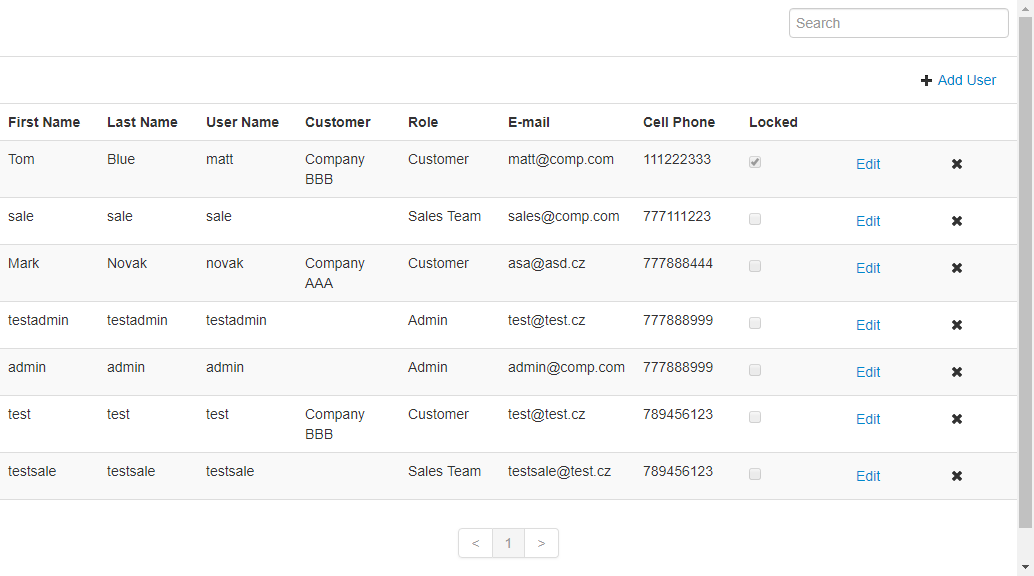 Search
Add User
First Name Last Name User Name Customer Role E-mail Cell Phone Locked
Tom Blue matt Company BBB Customer matt@comp.com 111222333 Edit
sale sale sale Sales Team sales@comp.com 777111223 Edit
Mark Novak novak Company AAA Customer asa@asd.cz 777888444 Edit
testadmin testadmin testadmin Admin test@test.cz 777888999 Edit
admin admin admin Admin admin@comp.com 777888999 Edit
test test test Company BBB Customer test@test.cz 789456123 Edit
testsale testsale testsale Sales Team testsale@test.cz 789456123 Edit
< 1 >